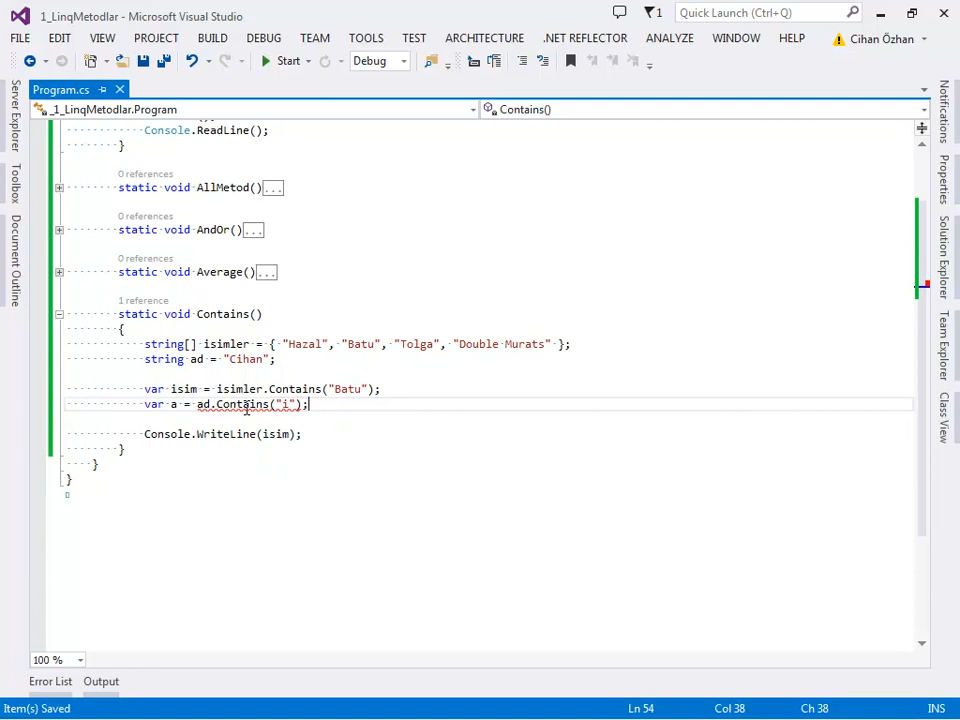 1_LinqMetodlar - Microsoft Visual Studio
1
Quick Launch (Ctrl+Q)
FILE EDIT VIEW PROJECT BUILD DEBUG TEAM TOOLS TEST ARCHITECTURE .NET REFLECTOR ANALYZE WINDOW HELP
Cihan Özhan
Start
Debug
Program.cs
_1_LinqMetodlar.Program
Contains()
Server Explorer
Toolbox
Document Outline
Console.ReadLine();
}
0 references
static void AllMetod()...
0 references
static void AndOr()...
0 references
static void Average()...
1 reference
static void Contains()
{
string[] isimler = { "Hazal", "Batu", "Tolga", "Double Murats" };
string ad = "Cihan";
var isim = isimler.Contains("Batu");
var a = ad.Contains("i");
Console.WriteLine(isim);
}
}
}
Notifications
Properties
Solution Explorer
Team Explorer
Class View
100 %
Error List Output
Item(s) Saved
Ln 54
Col 38
Ch 38
INS